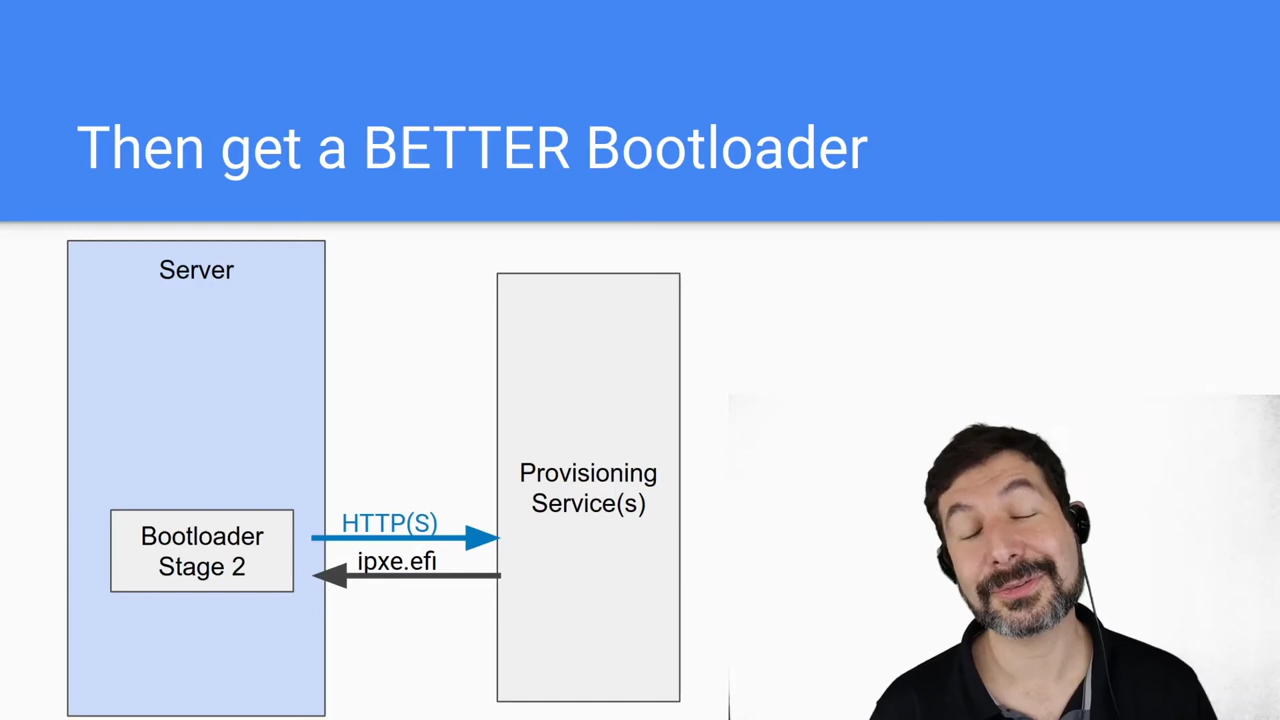 Then get a BETTER Bootloader
Server
Provisioning
Service(s)
HTTP(S)
Bootloader
Stage 2
ipxe.efi